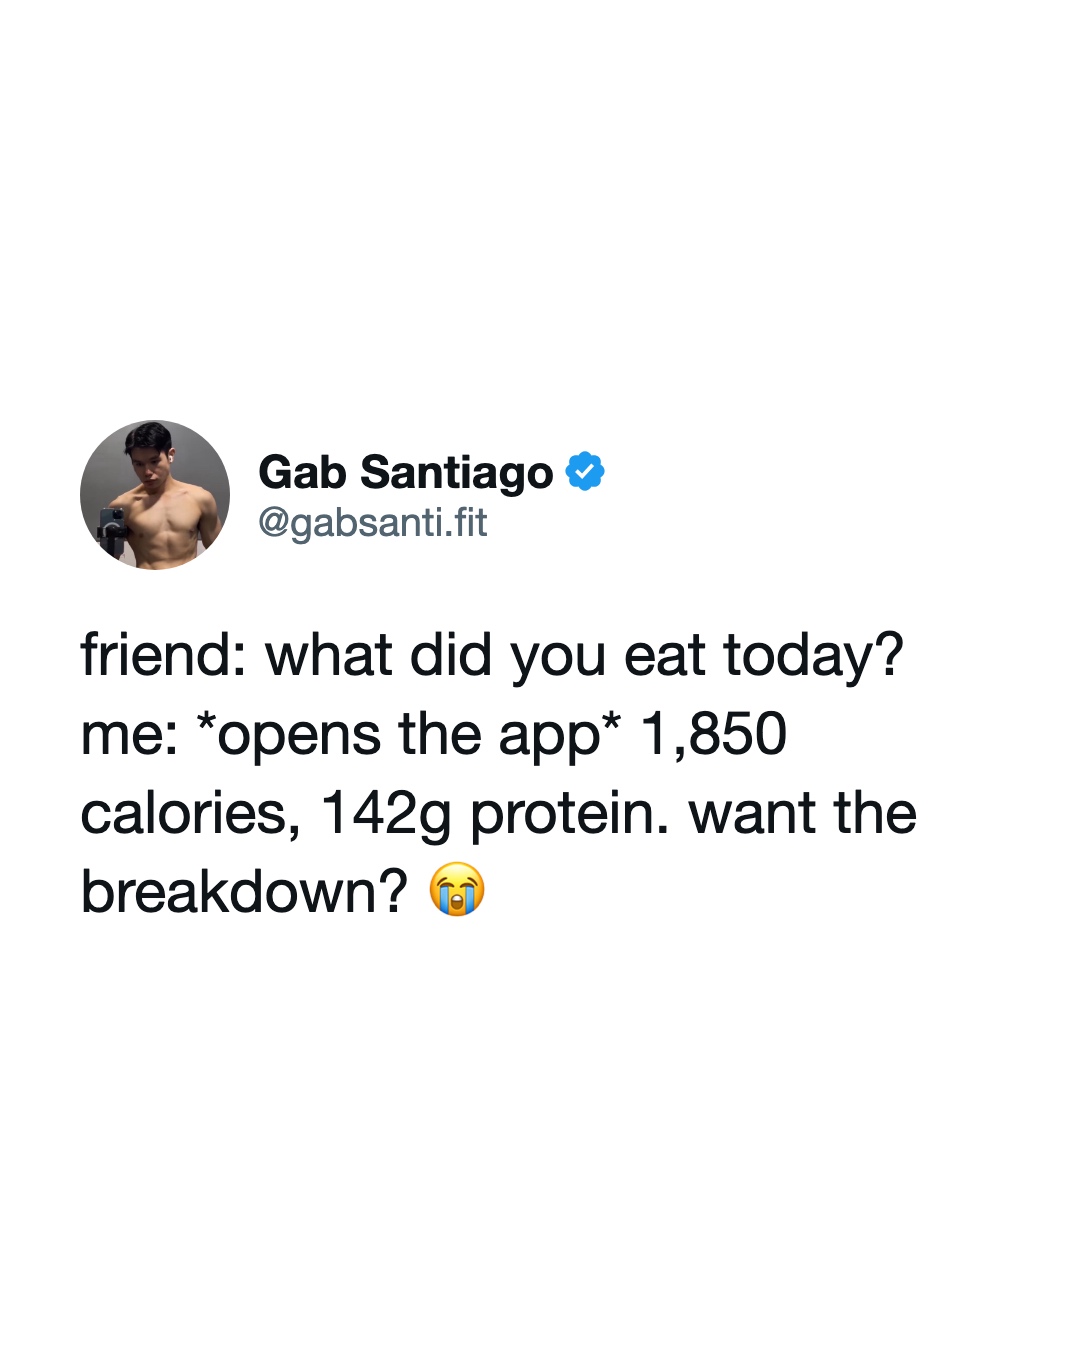 Gab Santiago
@gabsanti.fit
friend: what did you eat today?
me: *opens the app* 1,850
calories, 142g protein. want the
breakdown? 😭